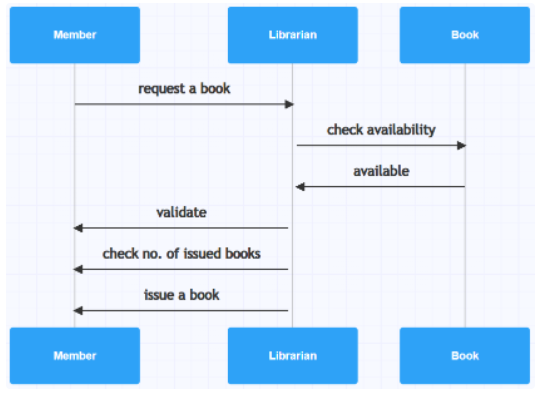 Member
Librarian
Book
request a book
check availability
available
validate
check no. of issued books
issue a book
Member
Librarian
Book